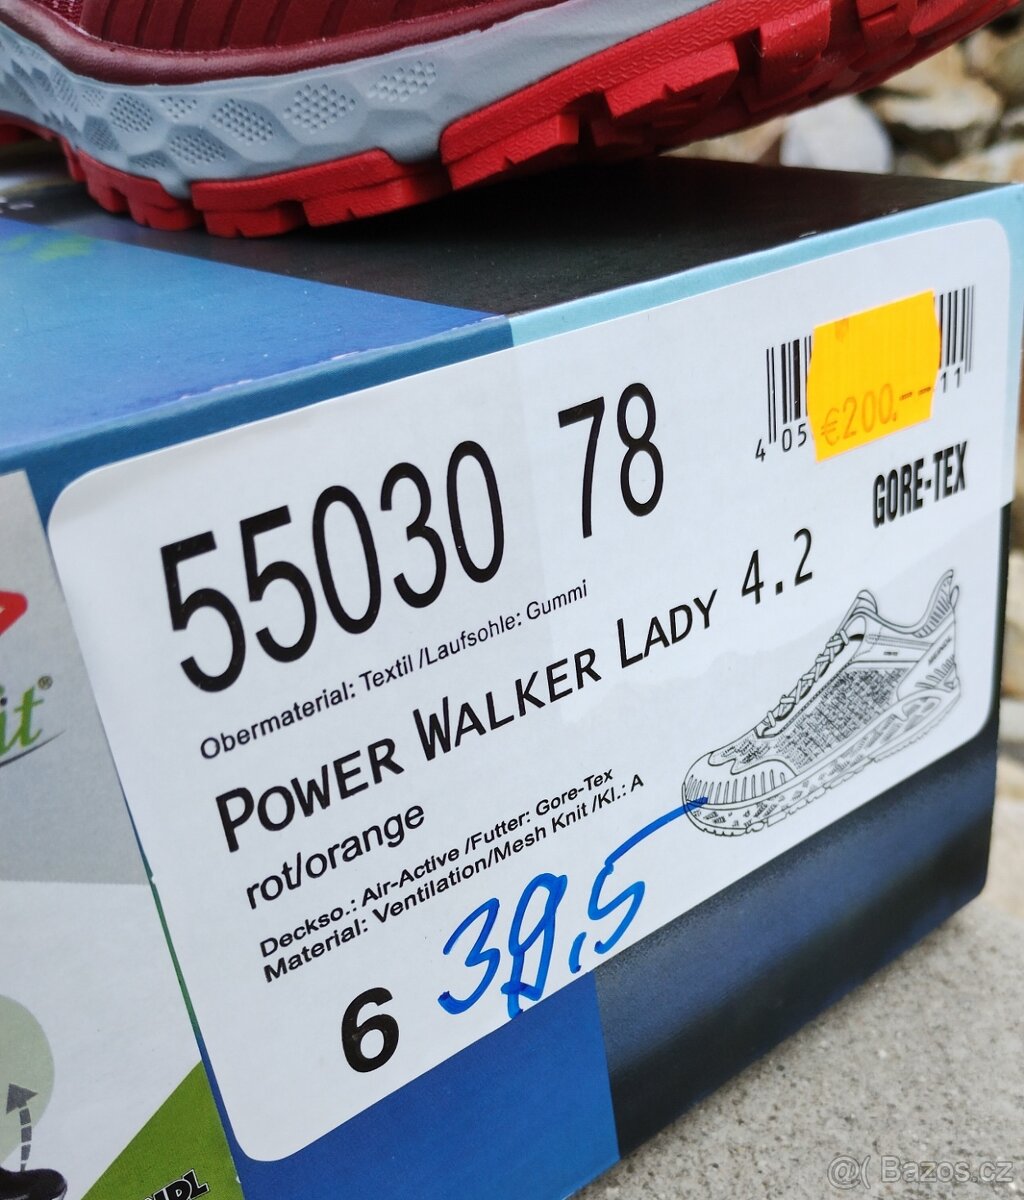 55030 78
€200.--
4 05
11
GORE-TEX
Obermaterial: Textil /Laufsohle: Gummi
POWER WALKER LADY 4.2
rot/orange
Deckso.: Air-Active /Futter: Gore-Tex
Material: Ventilation/Mesh Knit /Kl.: A
6
39,5
it®
@( Bazos.cz